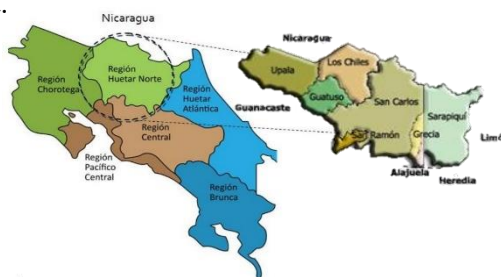 Nicaragua
Región
Chorotega
Región
Huetar Norte
Región
Huetar
Atlántica
Región
Central
Región
Pacífico
Central
Región
Brunca
Nicaragua
Upala
Los Chiles
Guatuso
Guanacaste
San Carlos
Sarapiquí
San Ramón
Grecia
Limó
Alajuela
Heredia